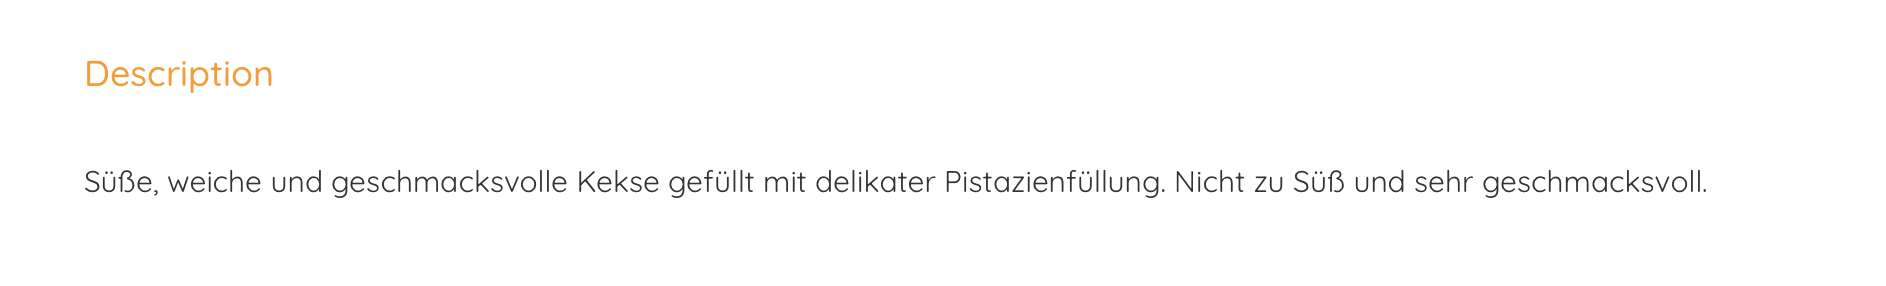 Description
Süße, weiche und geschmacksvolle Kekse gefüllt mit delikater Pistazienfüllung. Nicht zu Süß und sehr geschmacksvoll.